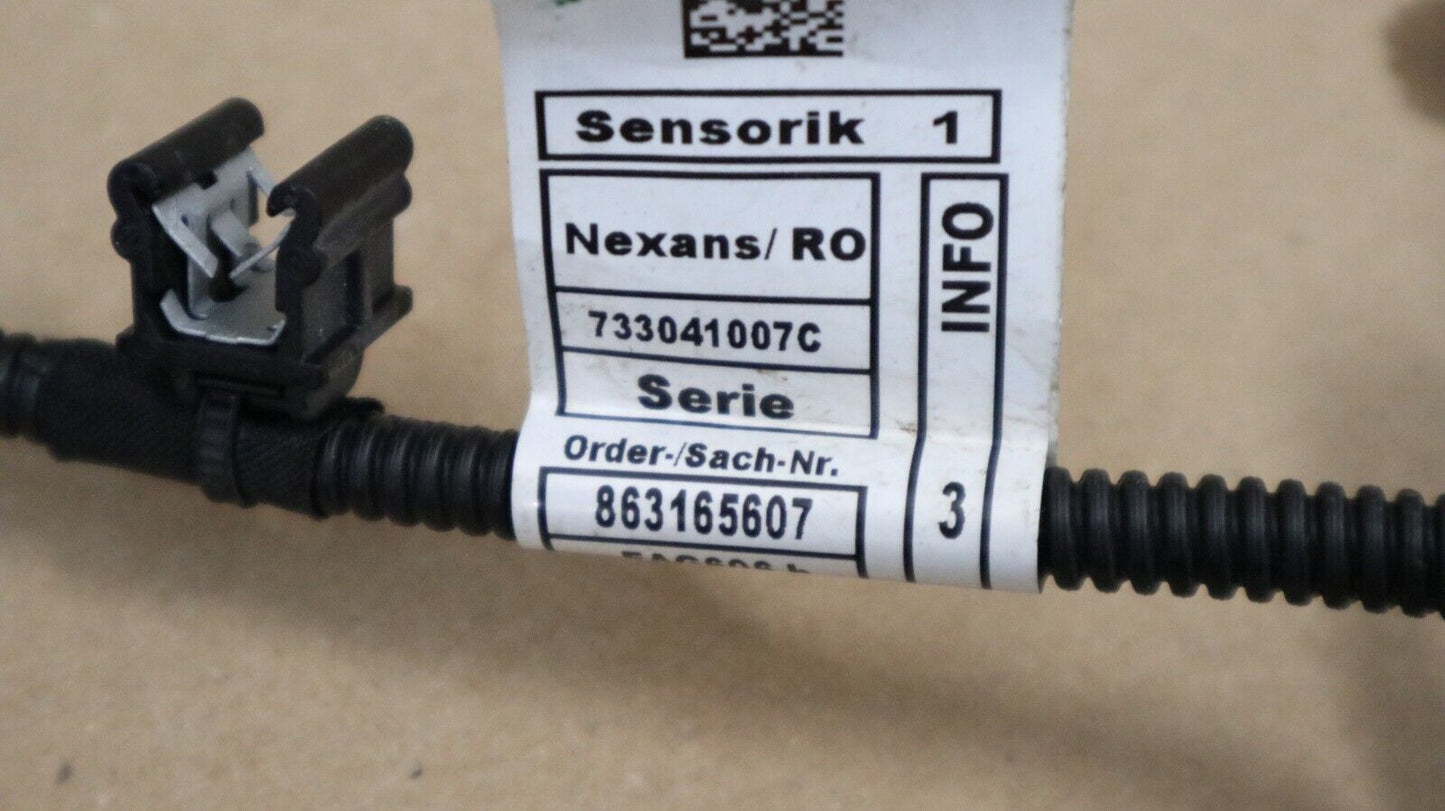 Sensorik 1
Nexans/ RO
733041007C
Serie
Order-/Sach-Nr.
863165607
INFO
3